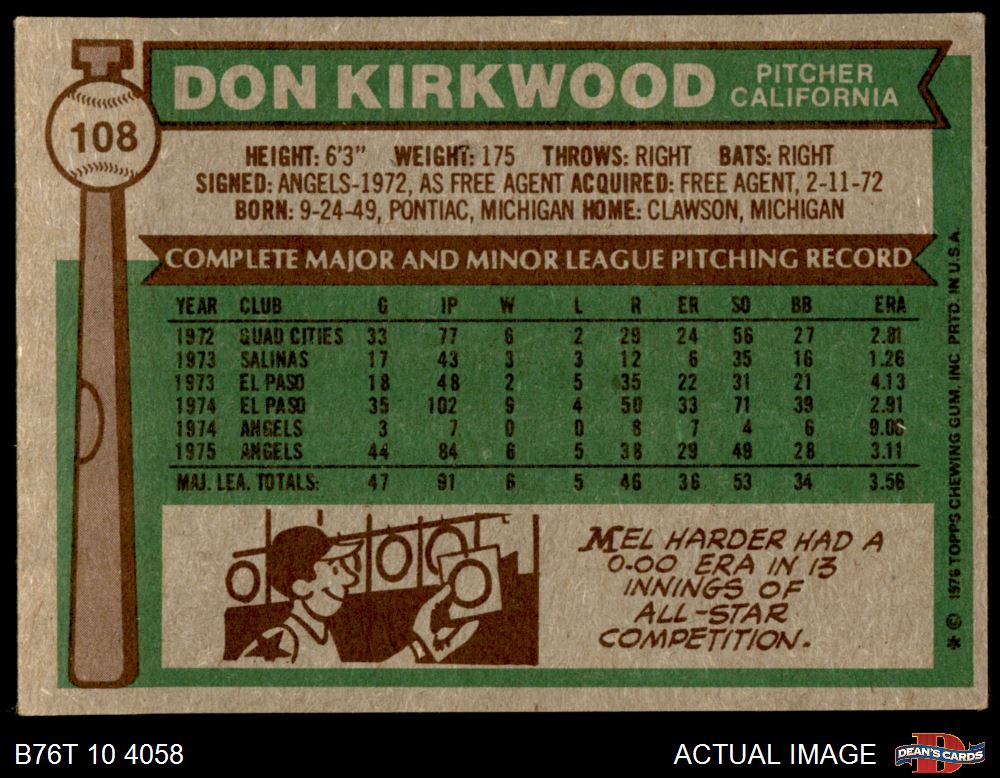 108
DON KIRKWOOD
PITCHER
CALIFORNIA
HEIGHT: 6'3" WEIGHT: 175 THROWS: RIGHT BATS: RIGHT
SIGNED: ANGELS-1972, AS FREE AGENT ACQUIRED: FREE AGENT, 2-11-72
BORN: 9-24-49, PONTIAC, MICHIGAN HOME: CLAWSON, MICHIGAN
COMPLETE MAJOR AND MINOR LEAGUE PITCHING RECORD
YEAR CLUB G IP W L R ER SO BB ERA
1972 QUAD CITIES 33 77 6 2 29 24 56 27 2.81
1973 SALINAS 17 43 3 3 12 6 35 16 1.26
1973 EL PASO 18 48 2 5 35 22 31 21 4.13
1974 EL PASO 35 102 9 4 50 33 71 39 2.91
1974 ANGELS 3 7 0 0 8 7 4 6 9.00
1975 ANGELS 44 84 6 5 38 29 49 28 3.11
MAJ. LEA. TOTALS: 47 91 6 5 46 36 53 34 3.56
MEL HARDER HAD A
0.00 ERA IN 13
INNINGS OF
ALL-STAR
COMPETITION.
* © 1976 TOPPS CHEWING GUM, INC PRTD. IN U.S.A.
B76T 10 4058
ACTUAL IMAGE
DEAN'S CARDS